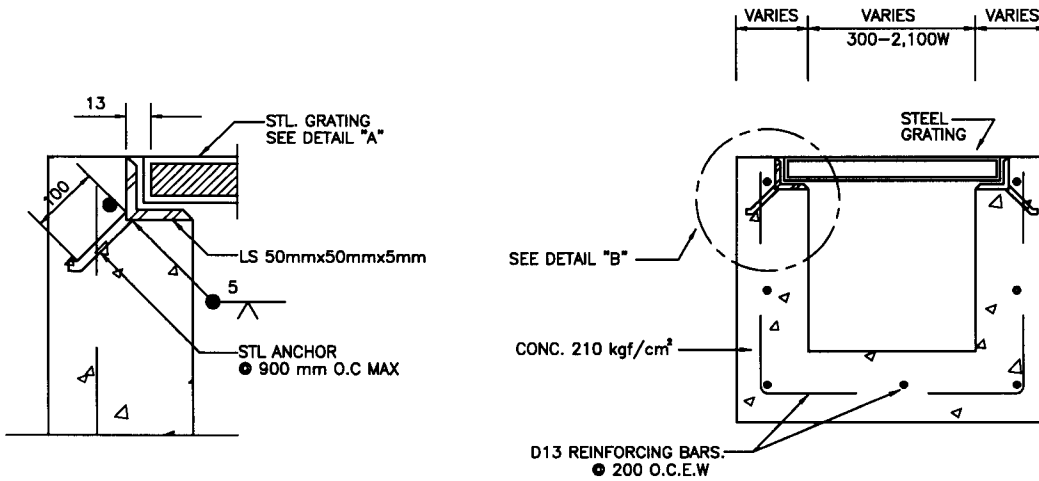 13
STL. GRATING
SEE DETAIL "A"
100
LS 50mmx50mmx5mm
5
STL ANCHOR
@ 900 mm O.C MAX
VARIES
VARIES
VARIES
300-2,100W
STEEL
GRATING
SEE DETAIL "B"
CONC. 210 kgf/cm²
D13 REINFORCING BARS.
@ 200 O.C.E.W